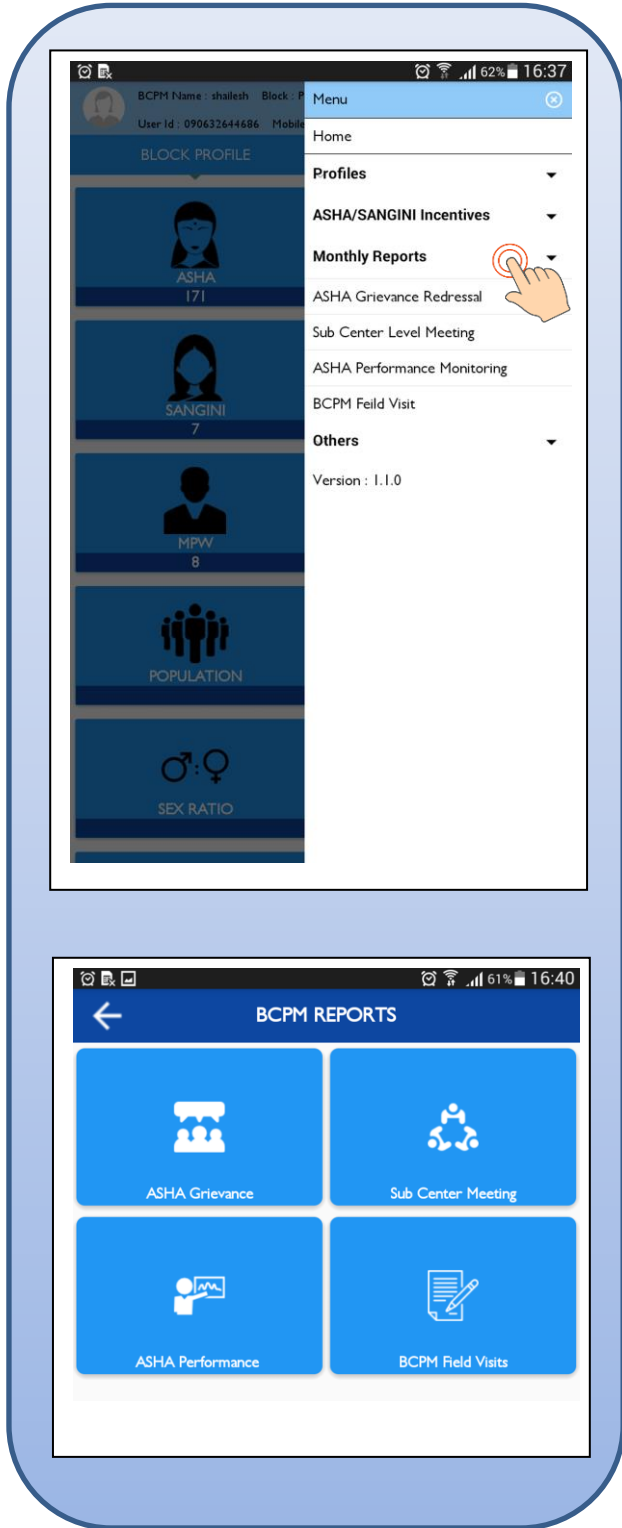 62% 16:37
BCPM Name : shailesh Block : P
User Id : 090632644686 Mobile
BLOCK PROFILE
ASHA
171
SANGINI
7
MPW
8
POPULATION
SEX RATIO
Menu
Home
Profiles
ASHA/SANGINI Incentives
Monthly Reports
ASHA Grievance Redressal
Sub Center Level Meeting
ASHA Performance Monitoring
BCPM Feild Visit
Others
Version : 1.1.0
61% 16:40
BCPM REPORTS
ASHA Grievance
Sub Center Meeting
ASHA Performance
BCPM Field Visits